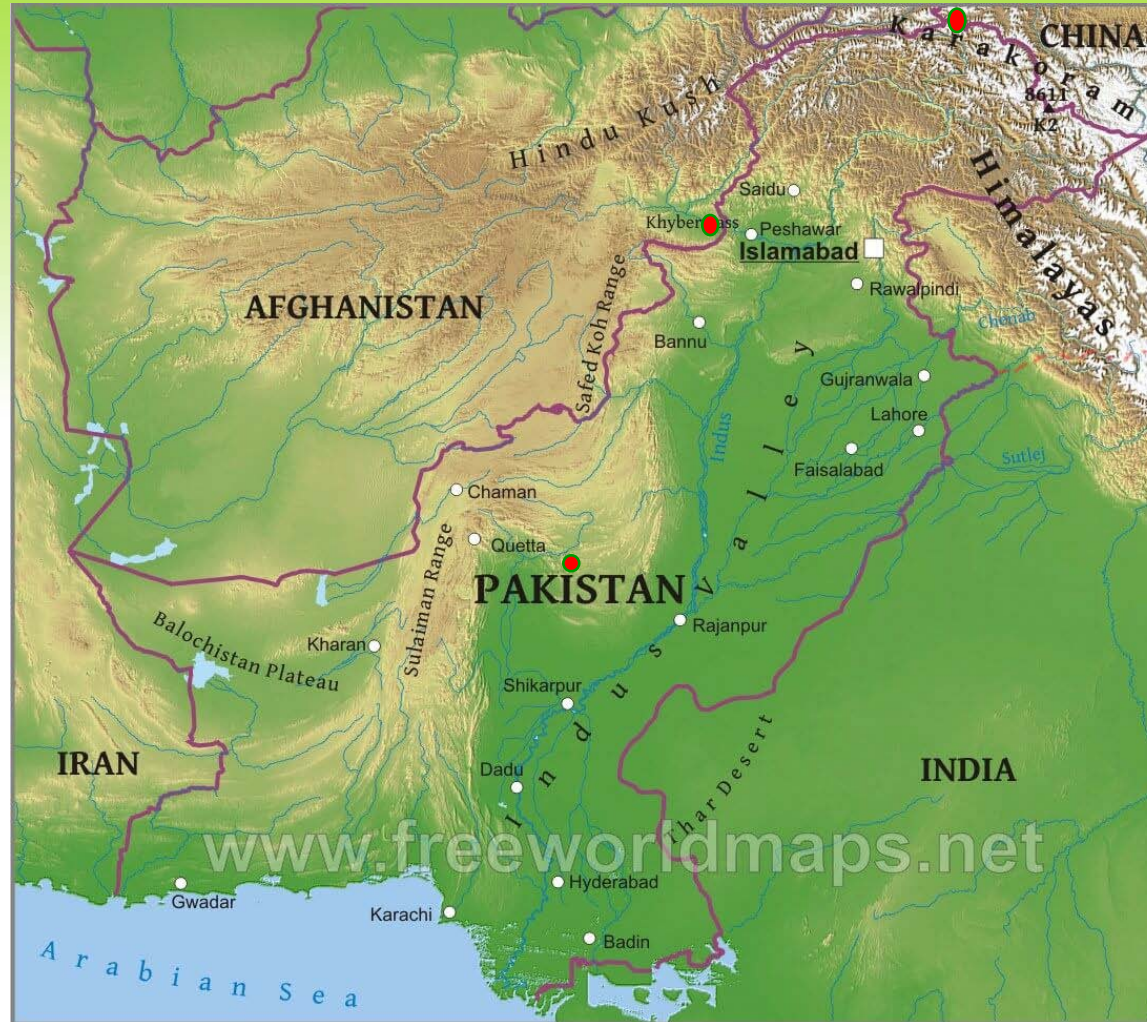 Karakoram
CHINA
8611
K2
Hindu Kush
Himalayas
Saidu
Khyber Pass
Peshawar
Islamabad
Rawalpindi
AFGHANISTAN
Safed Koh Range
Bannu
Chenab
Gujranwala
Lahore
Indus
Faisalabad
Sutlej
Chaman
Quetta
Sulaiman Range
PAKISTAN
Indus Valley
Rajanpur
Balochistan Plateau
Kharan
Shikarpur
IRAN
Dadu
Thar Desert
INDIA
www.freeworldmaps.net
Gwadar
Hyderabad
Karachi
Badin
Arabian Sea